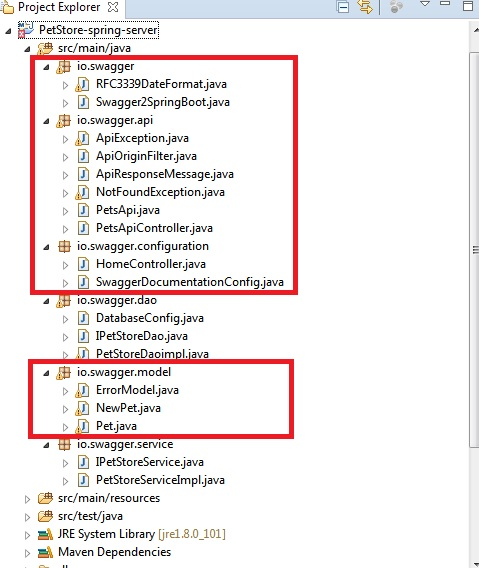 Project Explorer
PetStore-spring-server
src/main/java
io.swagger
RFC3339DateFormat.java
Swagger2SpringBoot.java
io.swagger.api
ApiException.java
ApiOriginFilter.java
ApiResponseMessage.java
NotFoundException.java
PetsApi.java
PetsApiController.java
io.swagger.configuration
HomeController.java
SwaggerDocumentationConfig.java
io.swagger.dao
DatabaseConfig.java
IPetStoreDao.java
PetStoreDaoimpl.java
io.swagger.model
ErrorModel.java
NewPet.java
Pet.java
io.swagger.service
IPetStoreService.java
PetStoreServiceImpl.java
src/main/resources
src/test/java
JRE System Library [jre1.8.0_101]
Maven Dependencies